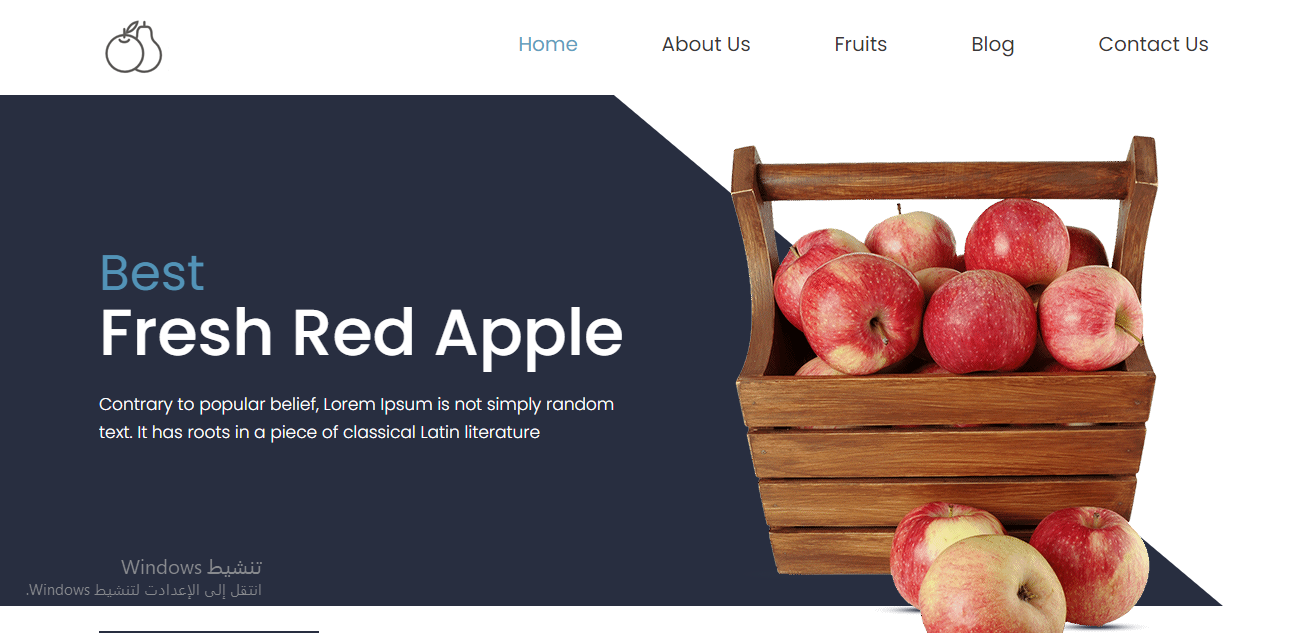 Home
About Us
Fruits
Blog
Contact Us
Best
Fresh Red Apple
Contrary to popular belief, Lorem Ipsum is not simply random
text. It has roots in a piece of classical Latin literature
تنشيط Windows
انتقل إلى الإعدادت لتنشيط Windows.